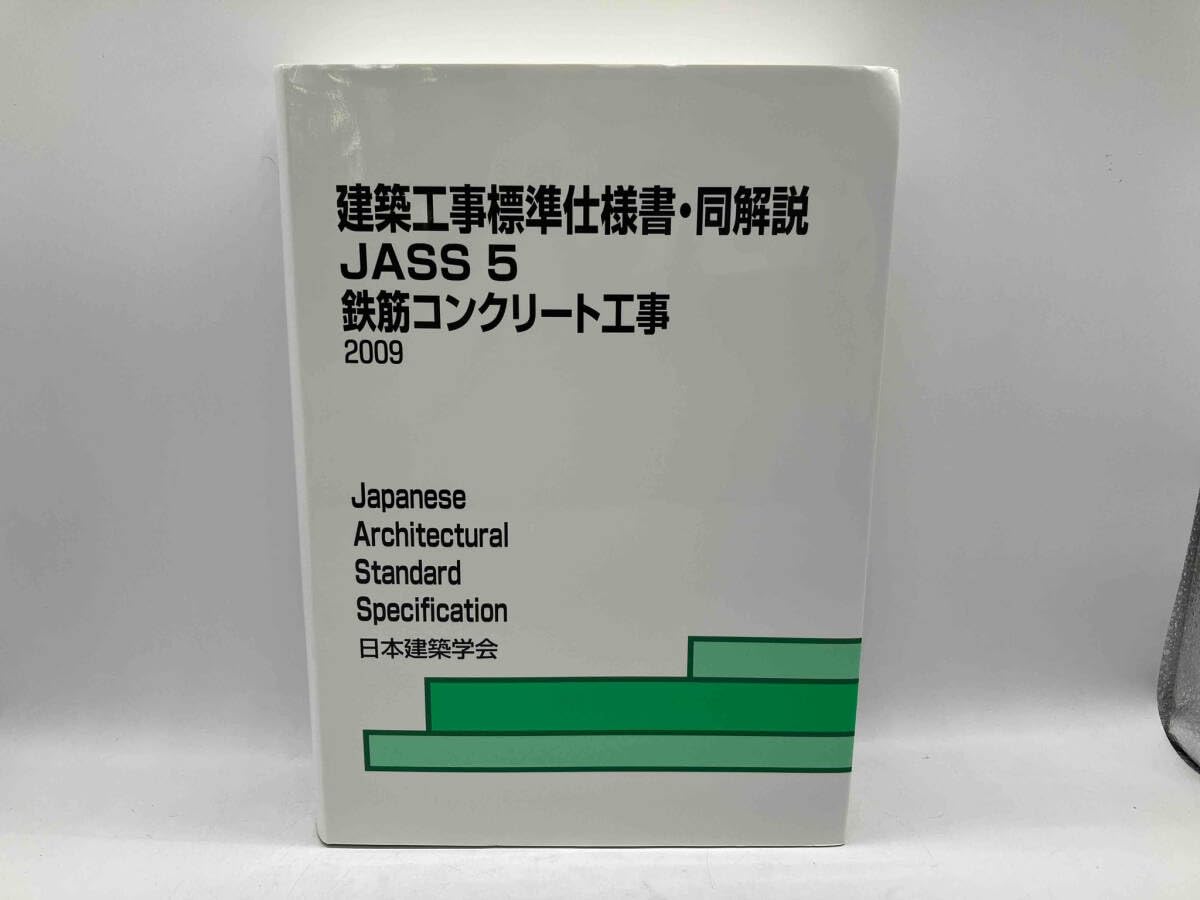 建築工事標準仕様書・同解説
JASS 5
鉄筋コンクリート工事
2009
Japanese
Architectural
Standard
Specification
日本建築学会